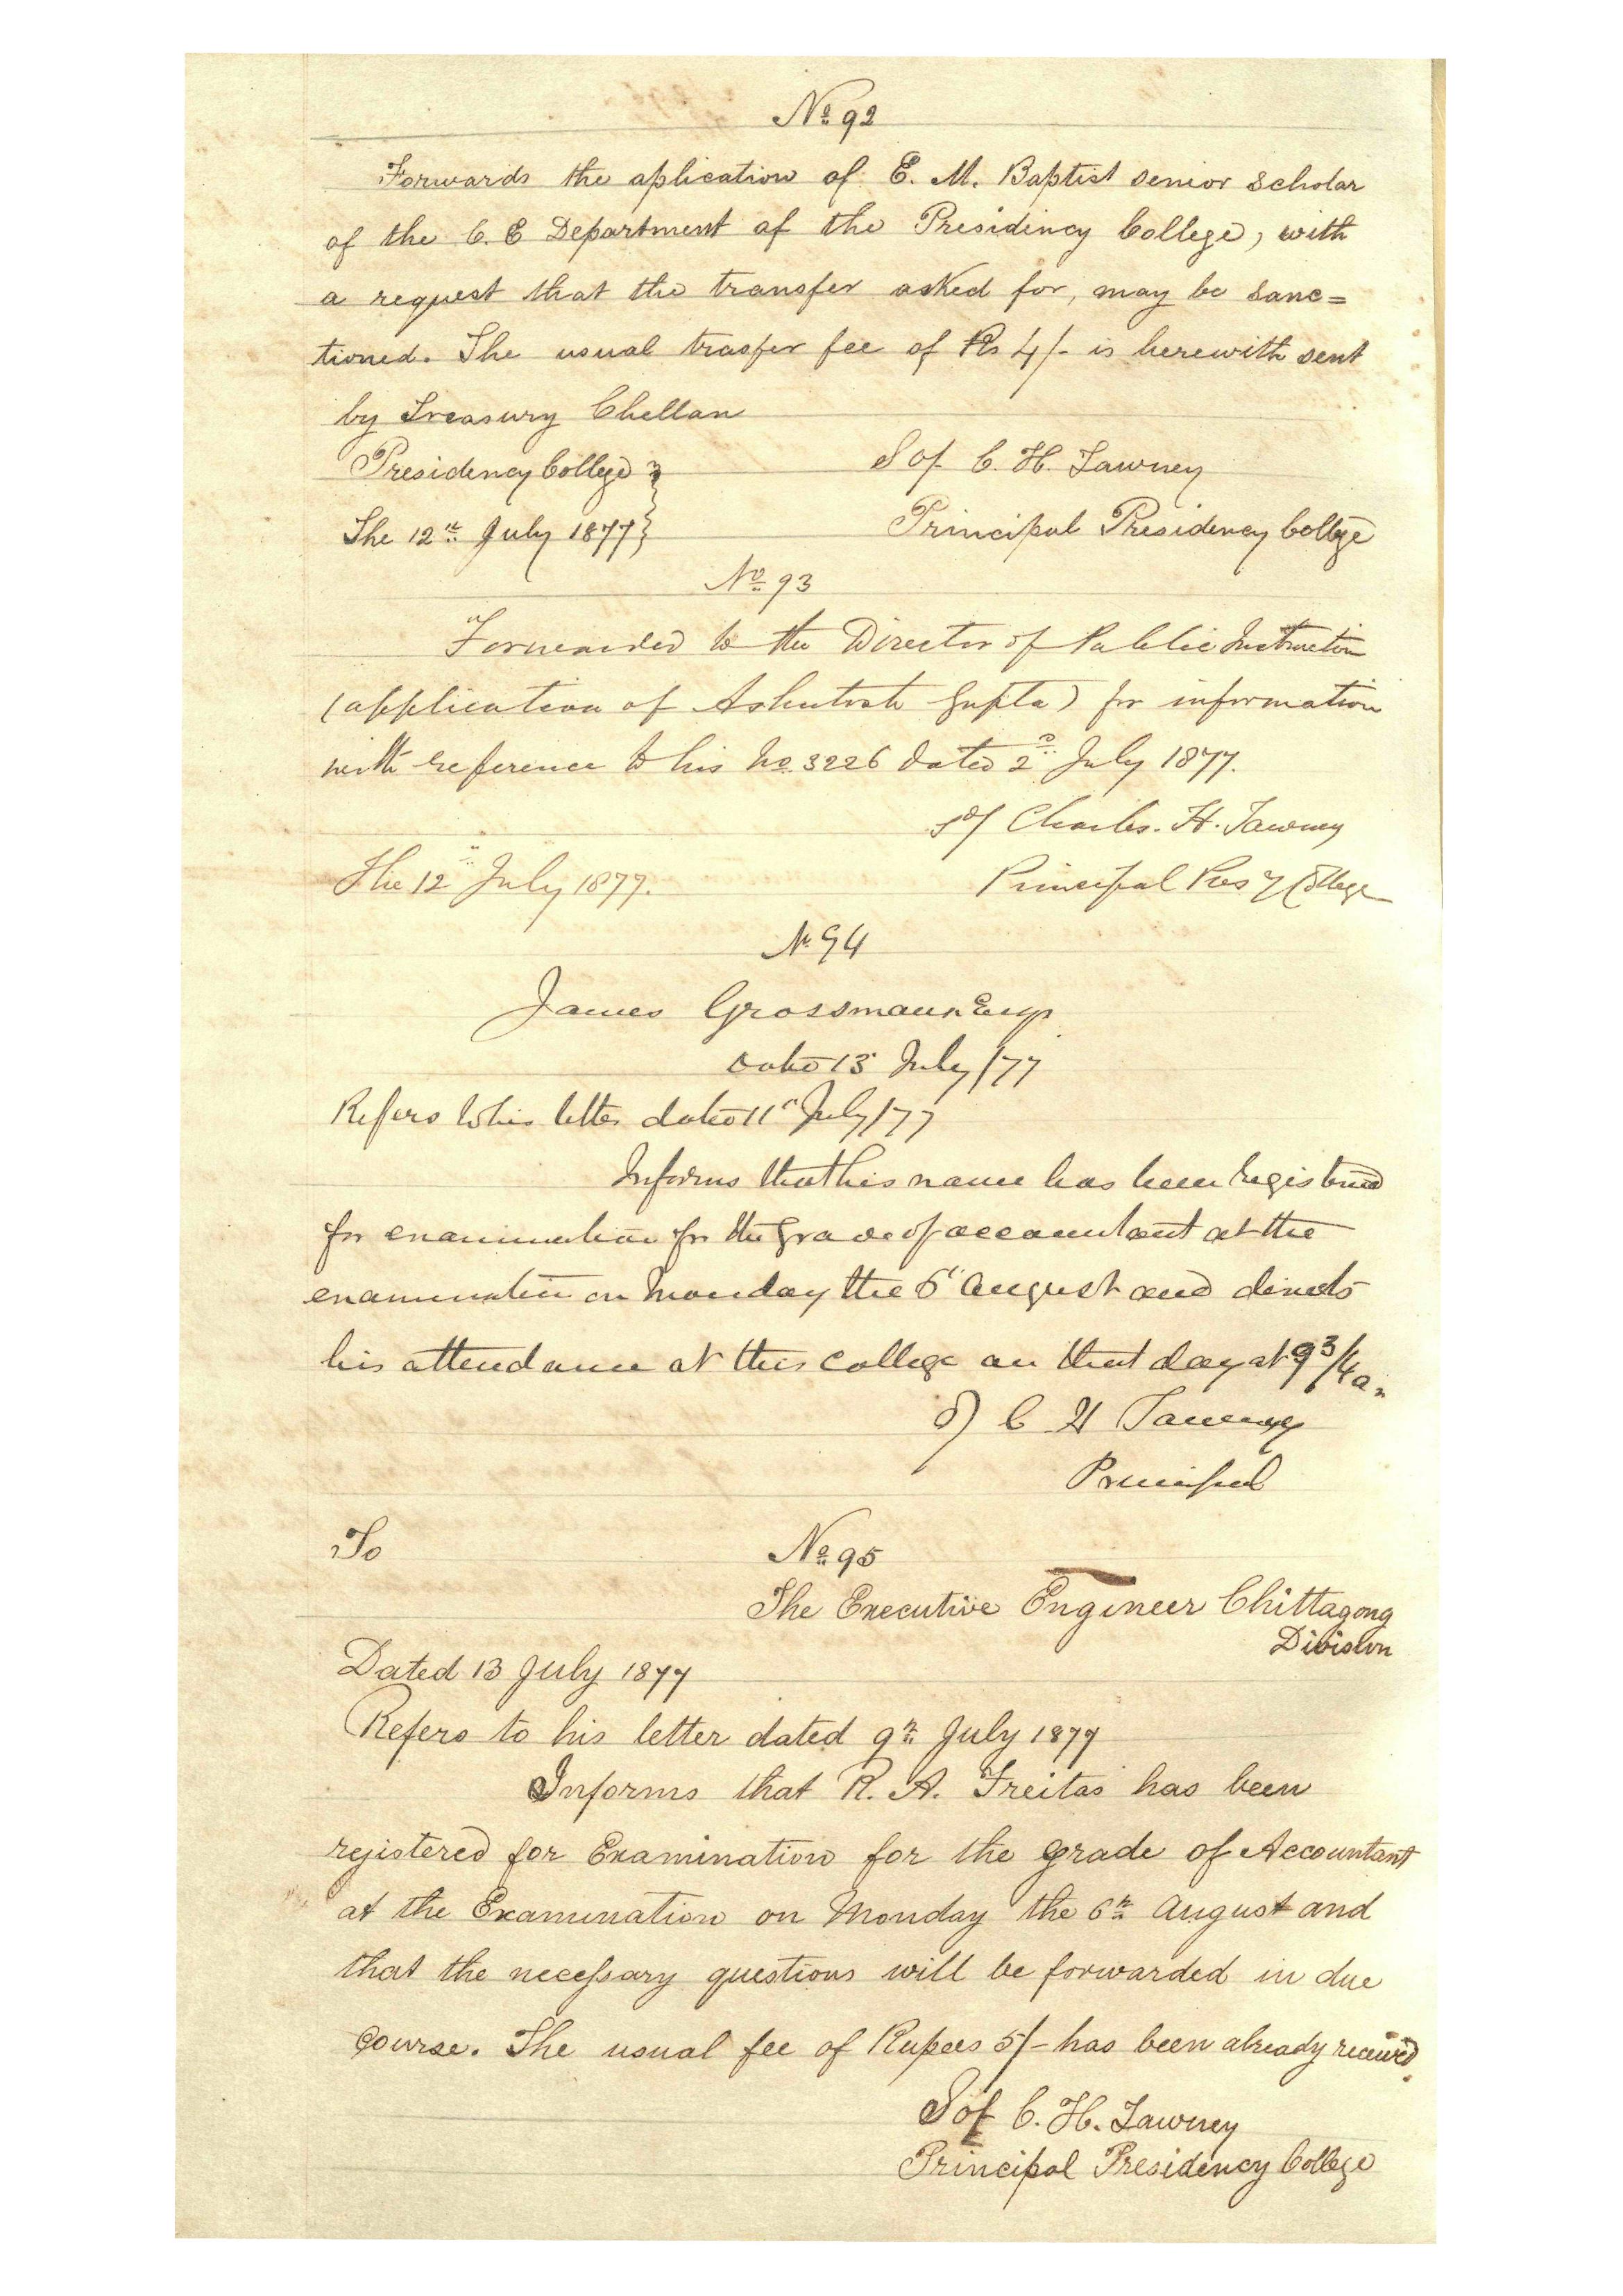 No. 92
Forwards the aplication of E. M. Baptist senior scholar
of the C. E Department of the Presidincy College, with
a request that the transfer asked for, may be sanc=
tioned. The usual trasfer fee of Rs 4/- is herewith sent
by Treasury Chellan
Presidency College
Sd/- C. H. Tawney
The 12th July 1877
Principal Presidency College
No. 93
Forwarded to the Director of Public Instruction
(application of Ashutosh Gupta) for information
with reference to his No. 3226 dated 2d July 1877.
Sd/ Charles. H. Tawney
The 12th July 1877.
Principal Presy College
No 94
James Grossmann Esqr
Dated 13 July /77
Refers to his letter dated 11th July /77
Informs that his name has been registered
for examination for the Grade of accountant at the
examination on Monday the 6th August and directs
his attendance at this college on that day at 9 3/4 a.
Sd) C H Tawney
Principal
To
No. 95
The Executive Engineer Chittagong
Division
Dated 13 July 1877
Refers to his letter dated 9th July 1877
Informs that R. A. Freitas has been
registered for Examination for the grade of Accountant
at the Examination on Monday the 6th August and
that the necessary questions will be forwarded in due
Course. The usual fee of Rupees 5/- has been already received.
Sd/- C. H. Tawney
Principal Presidency College